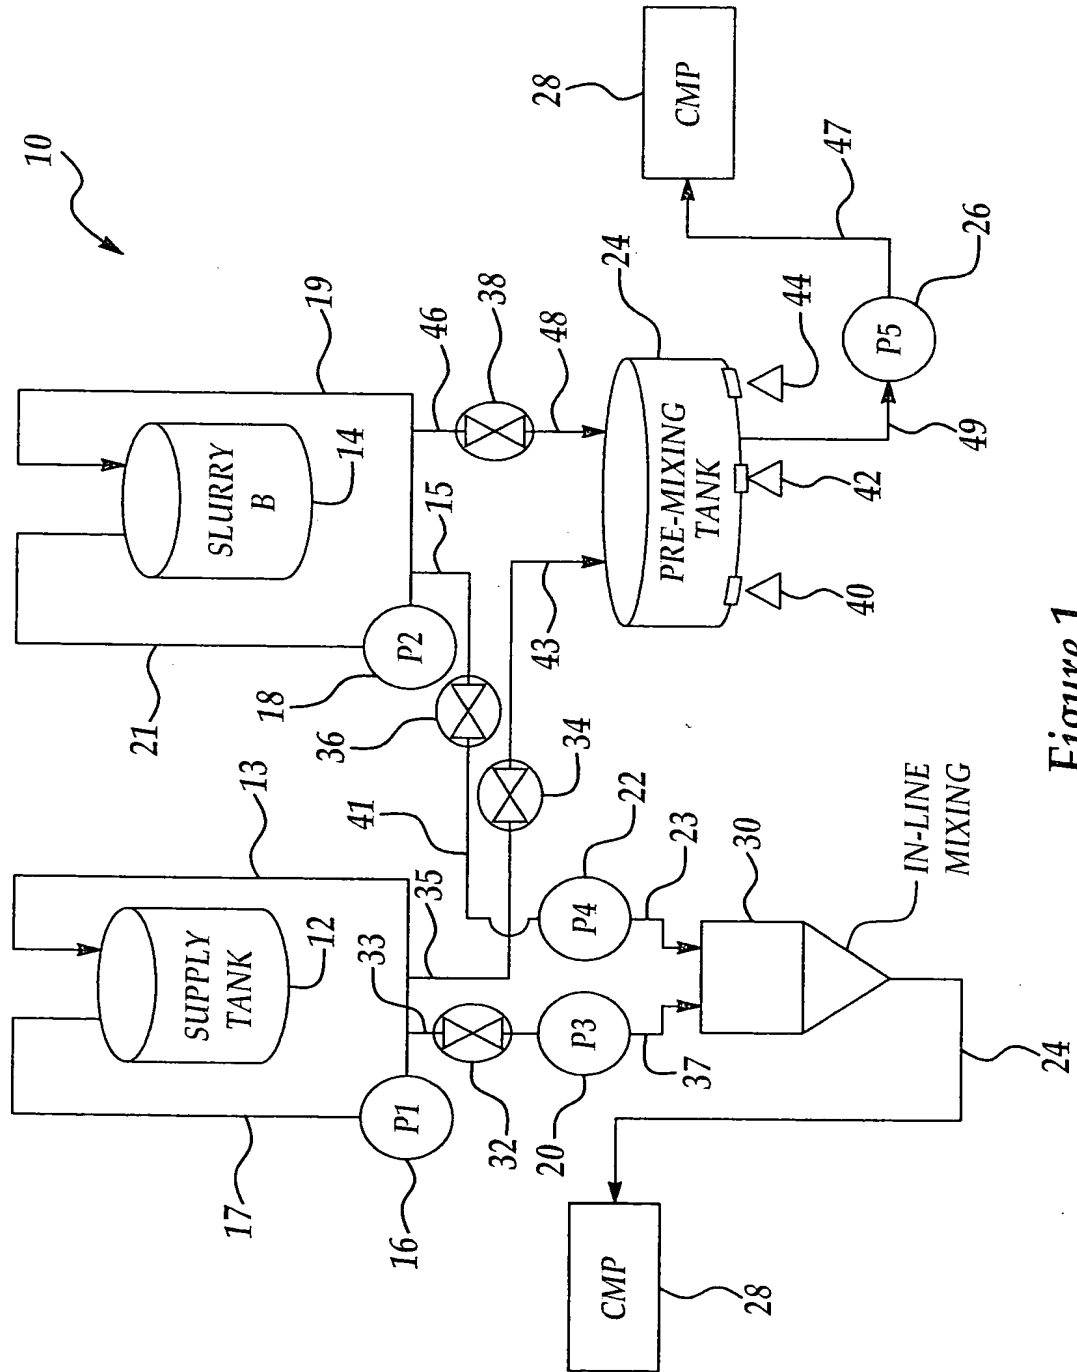 10
17
13
21
19
SUPPLY
TANK
SLURRY
B
12
14
16
P1
33
35
41
18
P2
15
46
32
36
38
20
P3
P4
22
34
43
48
24
28
CMP
37
23
PRE-MIXING
TANK
28
CMP
30
40
42
44
47
IN-LINE
MIXING
P5
26
49
24
Figure 1